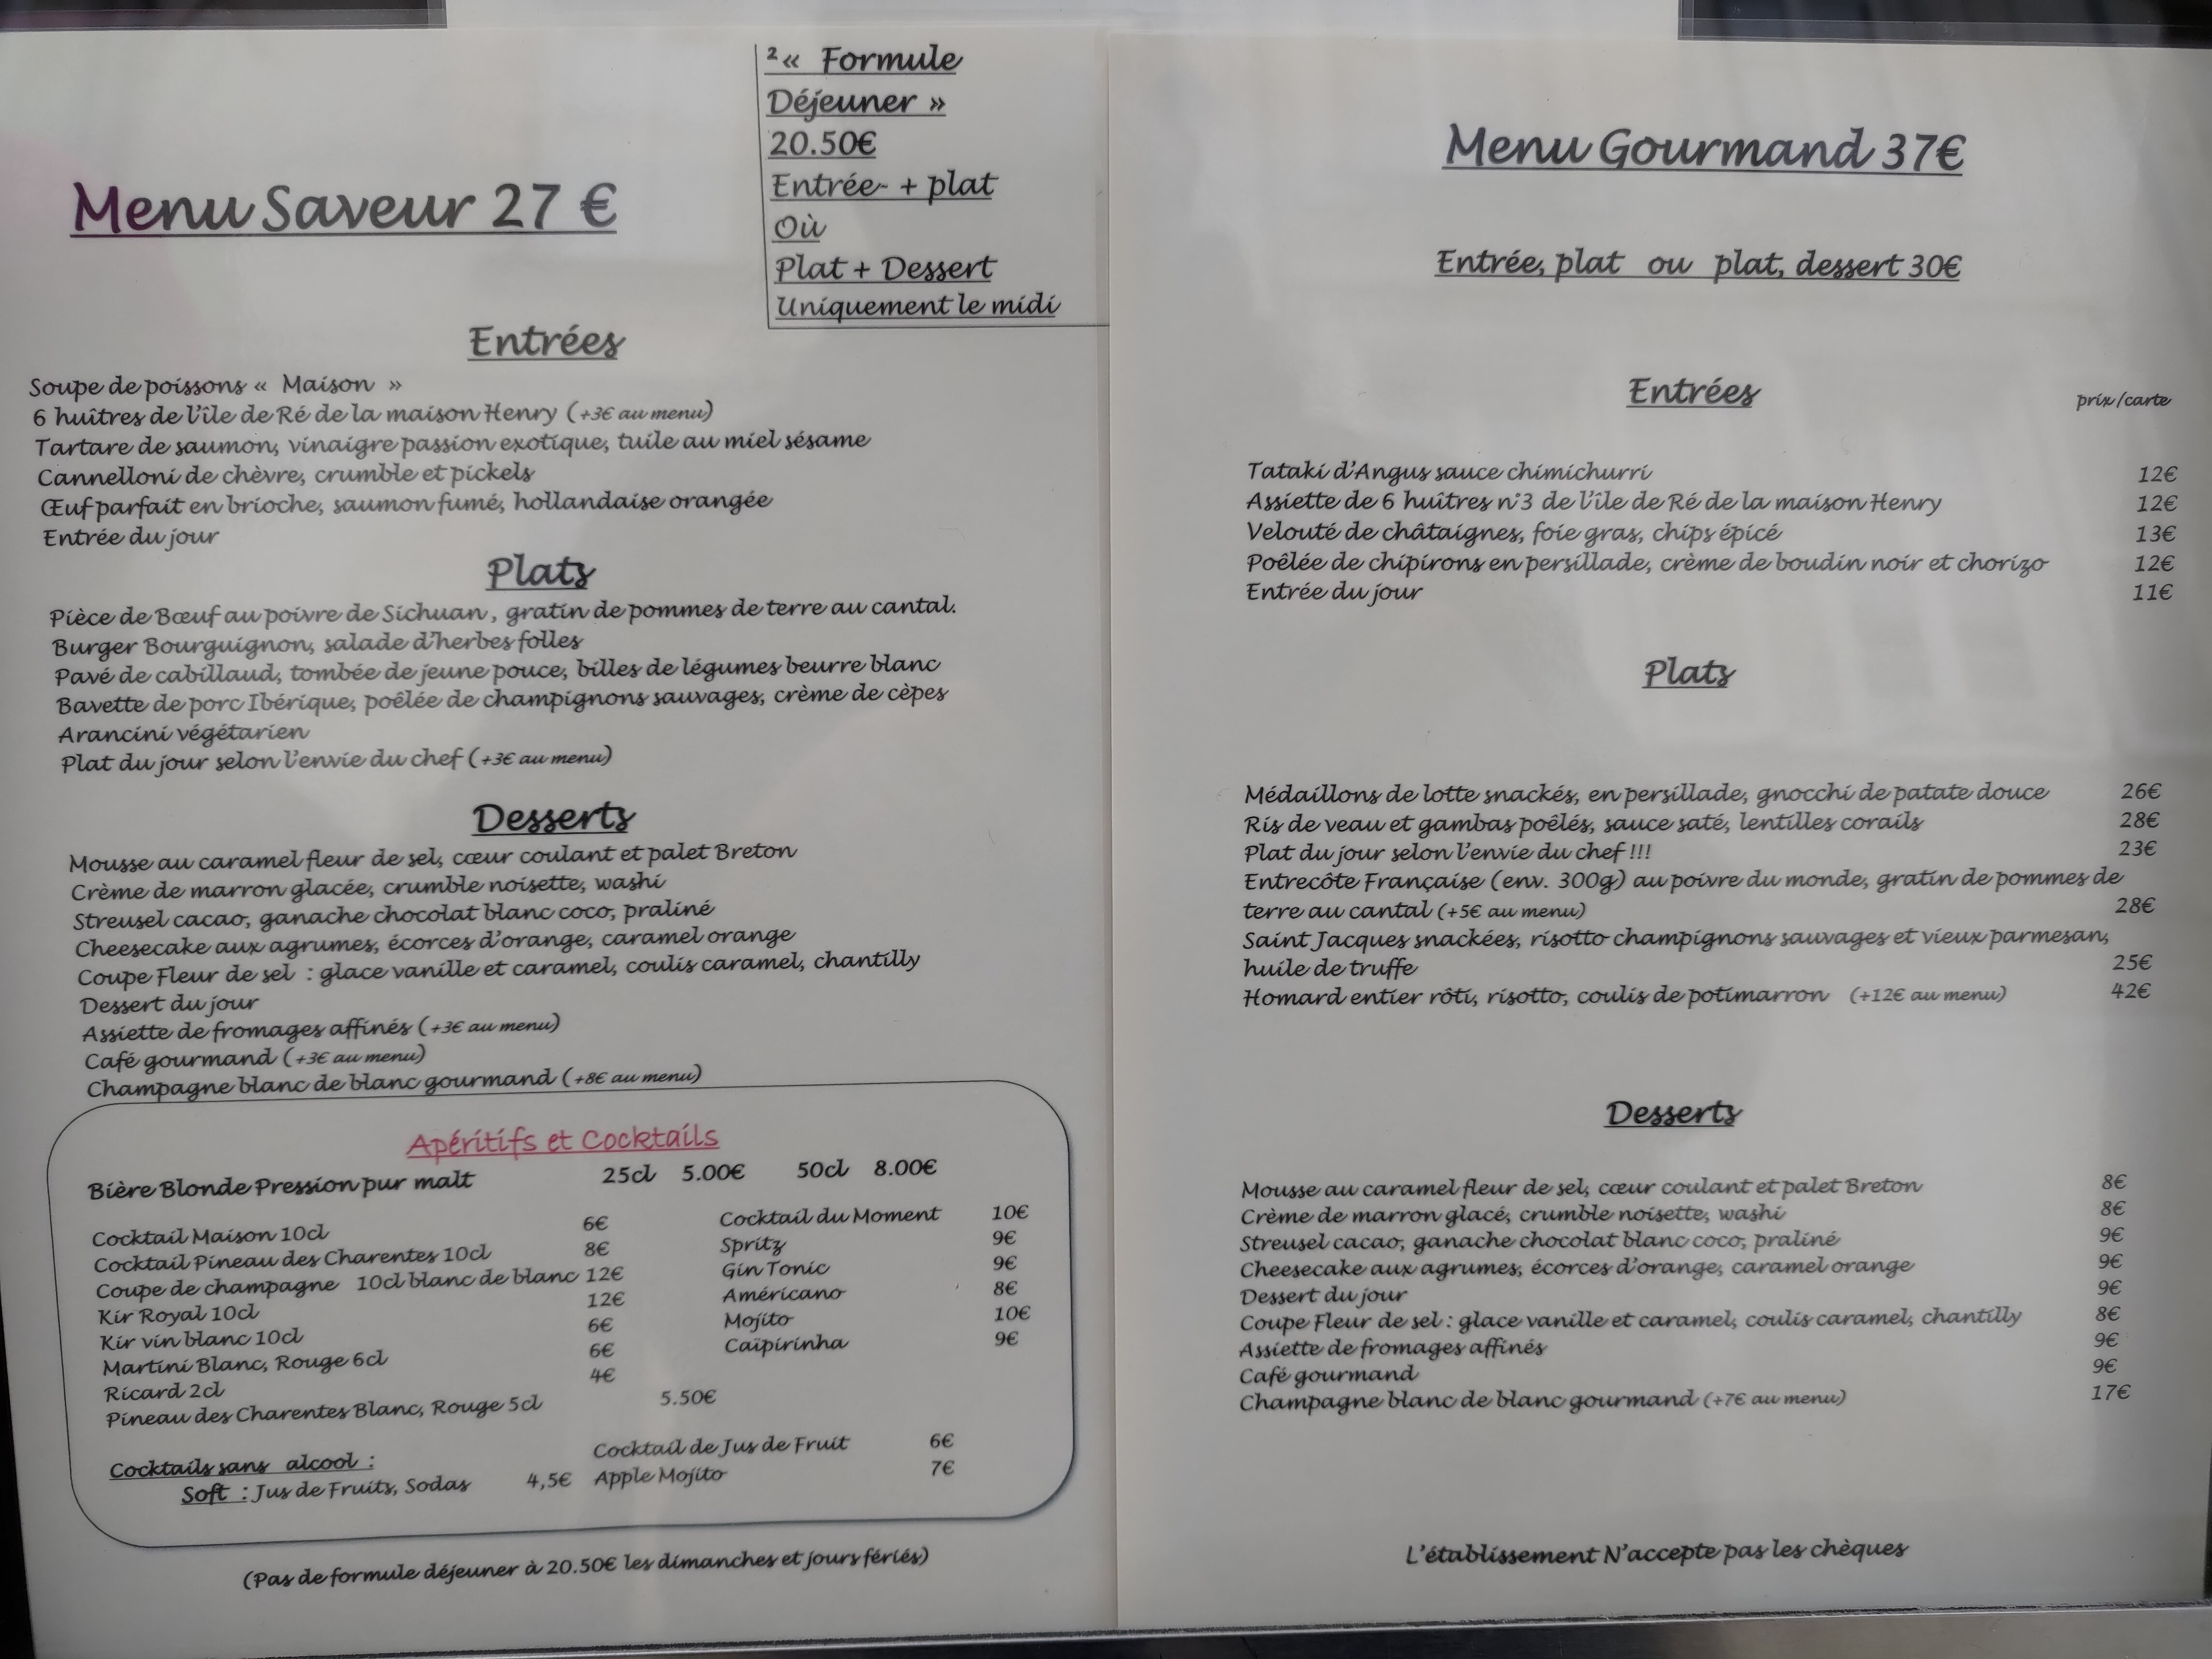 ²« Formule
Déjeuner »
20.50€
Entrée- + plat
Où
Plat + Dessert
Uniquement le midi
Menu Saveur 27 €
Entrées
Soupe de poissons « Maison »
6 huîtres de l'île de Ré de la maison Henry (+3€ au menu)
Tartare de saumon, vinaigre passion exotique, tuile au miel sésame
Cannelloni de chèvre, crumble et pickels
Œuf parfait en brioche, saumon fumé, hollandaise orangée
Entrée du jour
Plats
Pièce de Bœuf au poivre de Sichuan , gratin de pommes de terre au cantal.
Burger Bourguignon, salade d'herbes folles
Pavé de cabillaud, tombée de jeune pouce, billes de légumes beurre blanc
Bavette de porc Ibérique, poêlée de champignons sauvages, crème de cèpes
Arancini végétarien
Plat du jour selon l'envie du chef (+3€ au menu)
Desserts
Mousse au caramel fleur de sel, cœur coulant et palet Breton
Crème de marron glacée, crumble noisette, washi
Streusel cacao, ganache chocolat blanc coco, praliné
Cheesecake aux agrumes, écorces d'orange, caramel orange
Coupe Fleur de sel : glace vanille et caramel, coulis caramel, chantilly
Dessert du jour
Assiette de fromages affinés (+3€ au menu)
Café gourmand (+3€ au menu)
Champagne blanc de blanc gourmand (+8€ au menu)
Apéritifs et Cocktails
Bière Blonde Pression pur malt 25cl 5.00€ 50cl 8.00€
Cocktail Maison 10cl 6€
Cocktail Pineau des Charentes 10cl 8€
Coupe de champagne 10cl blanc de blanc 12€
Kir Royal 10cl 12€
Kir vin blanc 10cl 6€
Martini Blanc, Rouge 6cl 6€
Ricard 2cl 4€
Pineau des Charentes Blanc, Rouge 5cl 5.50€
Cocktail du Moment 10€
Spritz 9€
Gin Tonic 9€
Américano 8€
Mojito 10€
Caïpirinha 9€
Cocktails sans alcool :
Cocktail de Jus de Fruit 6€
Soft : Jus de Fruits, Sodas 4,5€
Apple Mojito 7€
(Pas de formule déjeuner à 20.50€ les dimanches et jours fériés)
Menu Gourmand 37€
Entrée, plat ou plat, dessert 30€
Entrées
prix/carte
Tataki d'Angus sauce chimichurri 12€
Assiette de 6 huîtres n°3 de l'île de Ré de la maison Henry 12€
Velouté de châtaignes, foie gras, chips épicé 13€
Poêlée de chipirons en persillade, crème de boudin noir et chorizo 12€
Entrée du jour 11€
Plats
Médaillons de lotte snackés, en persillade, gnocchi de patate douce 26€
Ris de veau et gambas poêlés, sauce saté, lentilles corails 28€
Plat du jour selon l'envie du chef !!! 23€
Entrecôte Française (env. 300g) au poivre du monde, gratin de pommes de
terre au cantal (+5€ au menu) 28€
Saint Jacques snackées, risotto champignons sauvages et vieux parmesan,
huile de truffe 25€
Homard entier rôti, risotto, coulis de potimarron (+12€ au menu) 42€
Desserts
Mousse au caramel fleur de sel, cœur coulant et palet Breton 8€
Crème de marron glacé, crumble noisette, washi 8€
Streusel cacao, ganache chocolat blanc coco, praliné 9€
Cheesecake aux agrumes, écorces d'orange, caramel orange 9€
Dessert du jour 9€
Coupe Fleur de sel : glace vanille et caramel, coulis caramel, chantilly 8€
Assiette de fromages affinés 9€
Café gourmand 9€
Champagne blanc de blanc gourmand (+7€ au menu) 17€
L'établissement N'accepte pas les chèques